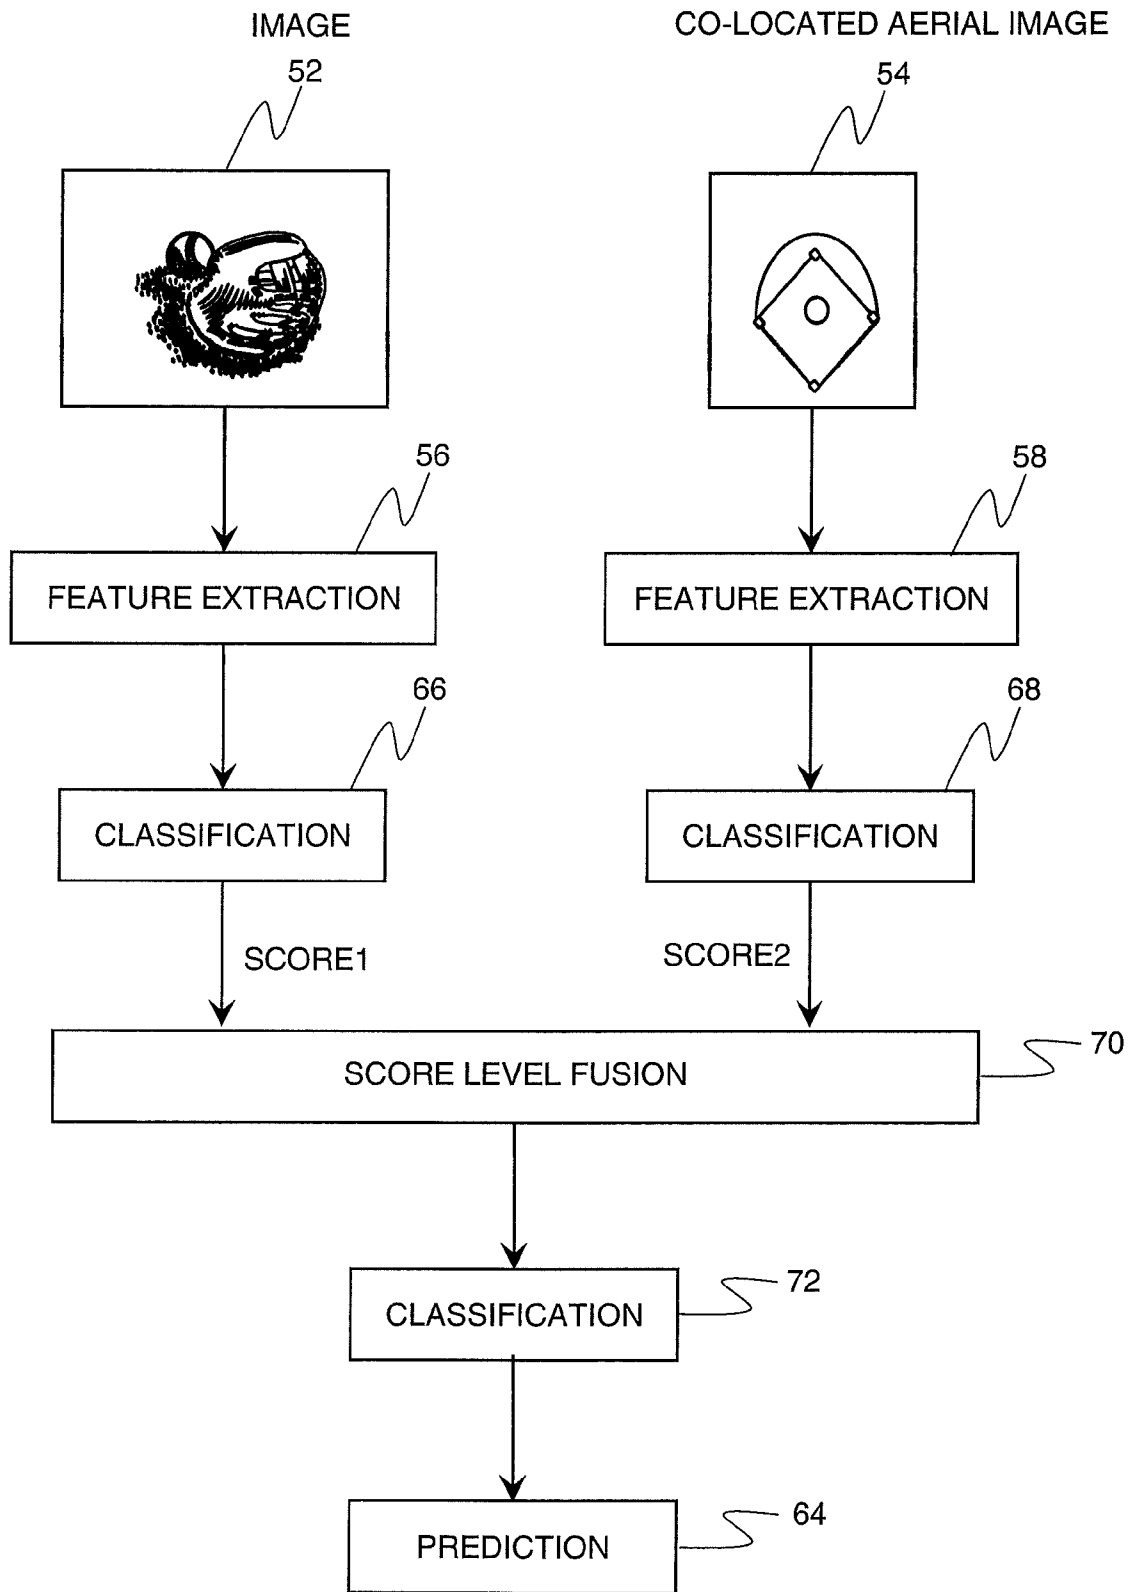 IMAGE
CO-LOCATED AERIAL IMAGE
52
54
56
58
FEATURE EXTRACTION
FEATURE EXTRACTION
66
68
CLASSIFICATION
CLASSIFICATION
SCORE1
SCORE2
SCORE LEVEL FUSION
70
CLASSIFICATION
72
PREDICTION
64